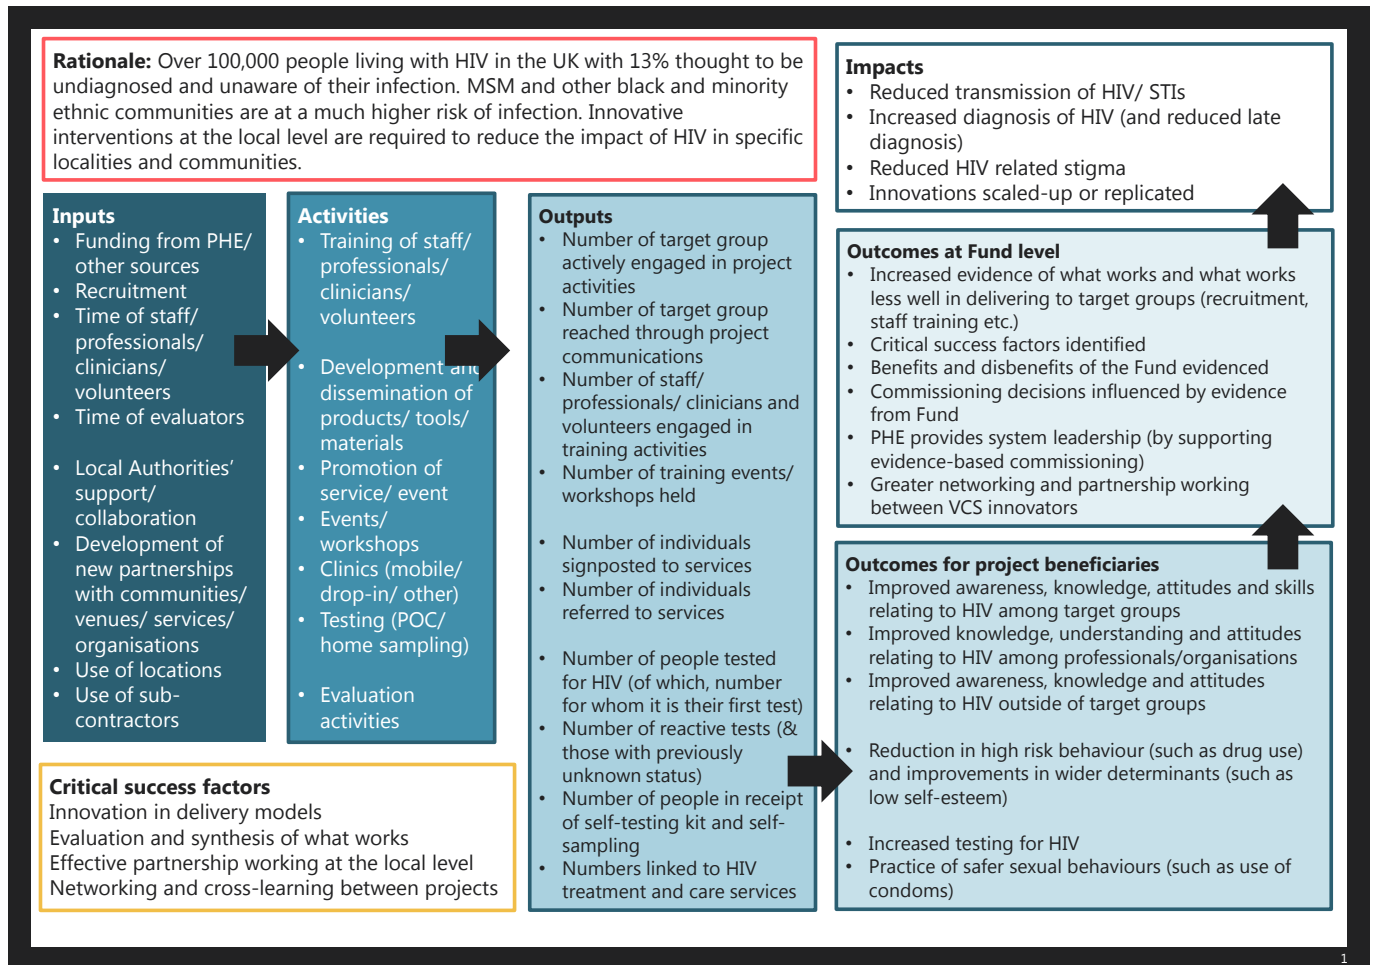 Rationale: Over 100,000 people living with HIV in the UK with 13% thought to be
undiagnosed and unaware of their infection. MSM and other black and minority
ethnic communities are at a much higher risk of infection. Innovative
interventions at the local level are required to reduce the impact of HIV in specific
localities and communities.
Inputs
• Funding from PHE/
other sources
• Recruitment
• Time of staff/
professionals/
clinicians/
volunteers
• Time of evaluators
• Local Authorities’
support/
collaboration
• Development of
new partnerships
with communities/
venues/ services/
organisations
• Use of locations
• Use of sub-
contractors
Activities
• Training of staff/
professionals/
clinicians/
volunteers
• Development and
dissemination of
products/ tools/
materials
• Promotion of
service/ event
• Events/
workshops
• Clinics (mobile/
drop-in/ other)
• Testing (POC/
home sampling)
• Evaluation
activities
Outputs
• Number of target group
actively engaged in project
activities
• Number of target group
reached through project
communications
• Number of staff/
professionals/ clinicians and
volunteers engaged in
training activities
• Number of training events/
workshops held
• Number of individuals
signposted to services
• Number of individuals
referred to services
• Number of people tested
for HIV (of which, number
for whom it is their first test)
• Number of reactive tests (&
those with previously
unknown status)
• Number of people in receipt
of self-testing kit and self-
sampling
• Numbers linked to HIV
treatment and care services
Impacts
• Reduced transmission of HIV/ STIs
• Increased diagnosis of HIV (and reduced late
diagnosis)
• Reduced HIV related stigma
• Innovations scaled-up or replicated
Outcomes at Fund level
• Increased evidence of what works and what works
less well in delivering to target groups (recruitment,
staff training etc.)
• Critical success factors identified
• Benefits and disbenefits of the Fund evidenced
• Commissioning decisions influenced by evidence
from Fund
• PHE provides system leadership (by supporting
evidence-based commissioning)
• Greater networking and partnership working
between VCS innovators
Outcomes for project beneficiaries
• Improved awareness, knowledge, attitudes and skills
relating to HIV among target groups
• Improved knowledge, understanding and attitudes
relating to HIV among professionals/organisations
• Improved awareness, knowledge and attitudes
relating to HIV outside of target groups
• Reduction in high risk behaviour (such as drug use)
and improvements in wider determinants (such as
low self-esteem)
• Increased testing for HIV
• Practice of safer sexual behaviours (such as use of
condoms)
Critical success factors
Innovation in delivery models
Evaluation and synthesis of what works
Effective partnership working at the local level
Networking and cross-learning between projects
1